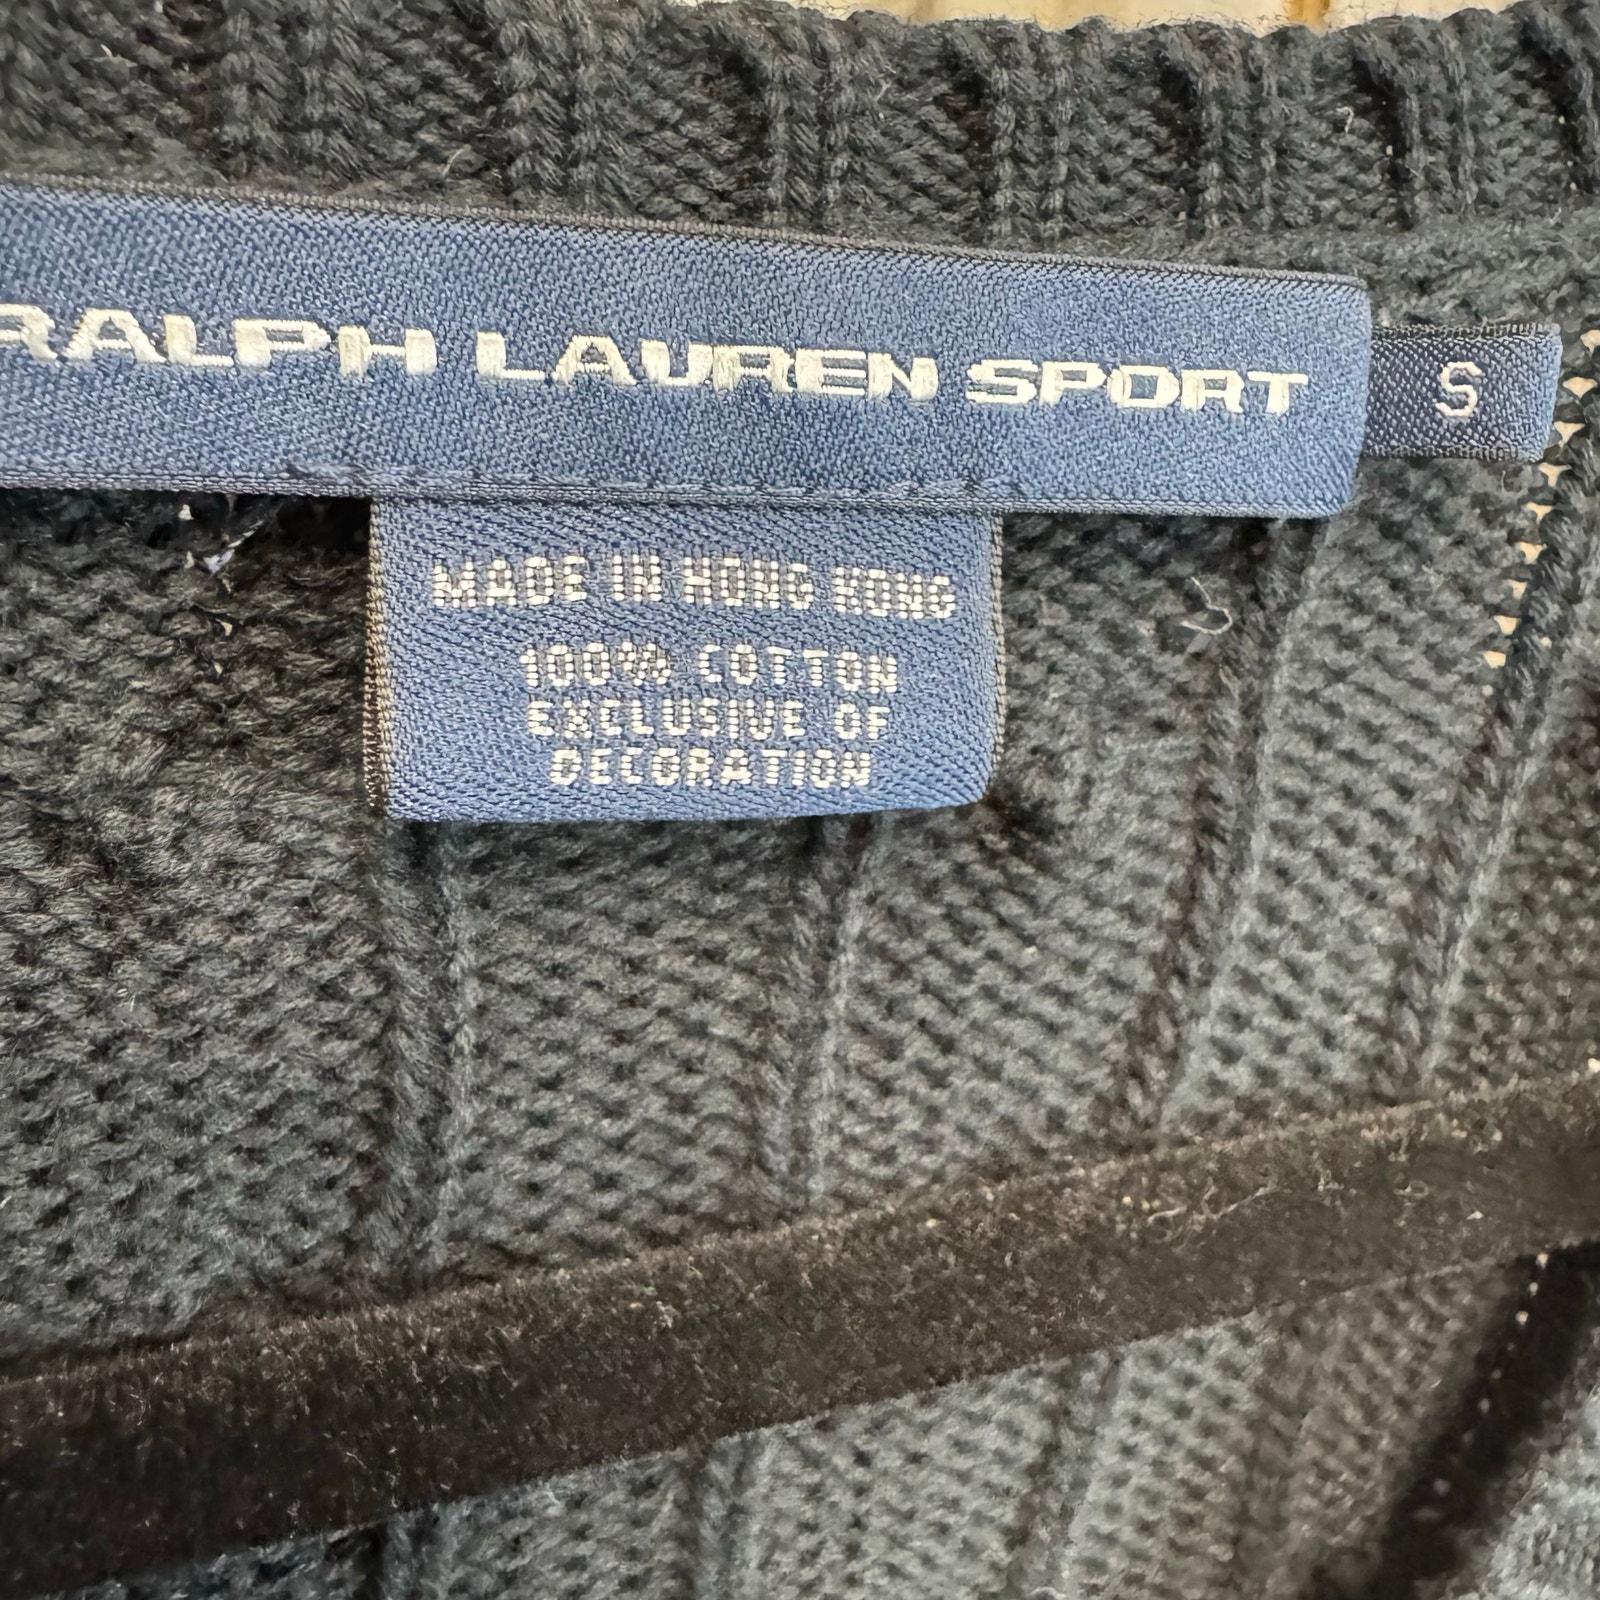 RALPH LAUREN SPORT
S
MADE IN HONG KONG
100% COTTON
EXCLUSIVE OF
DECORATION